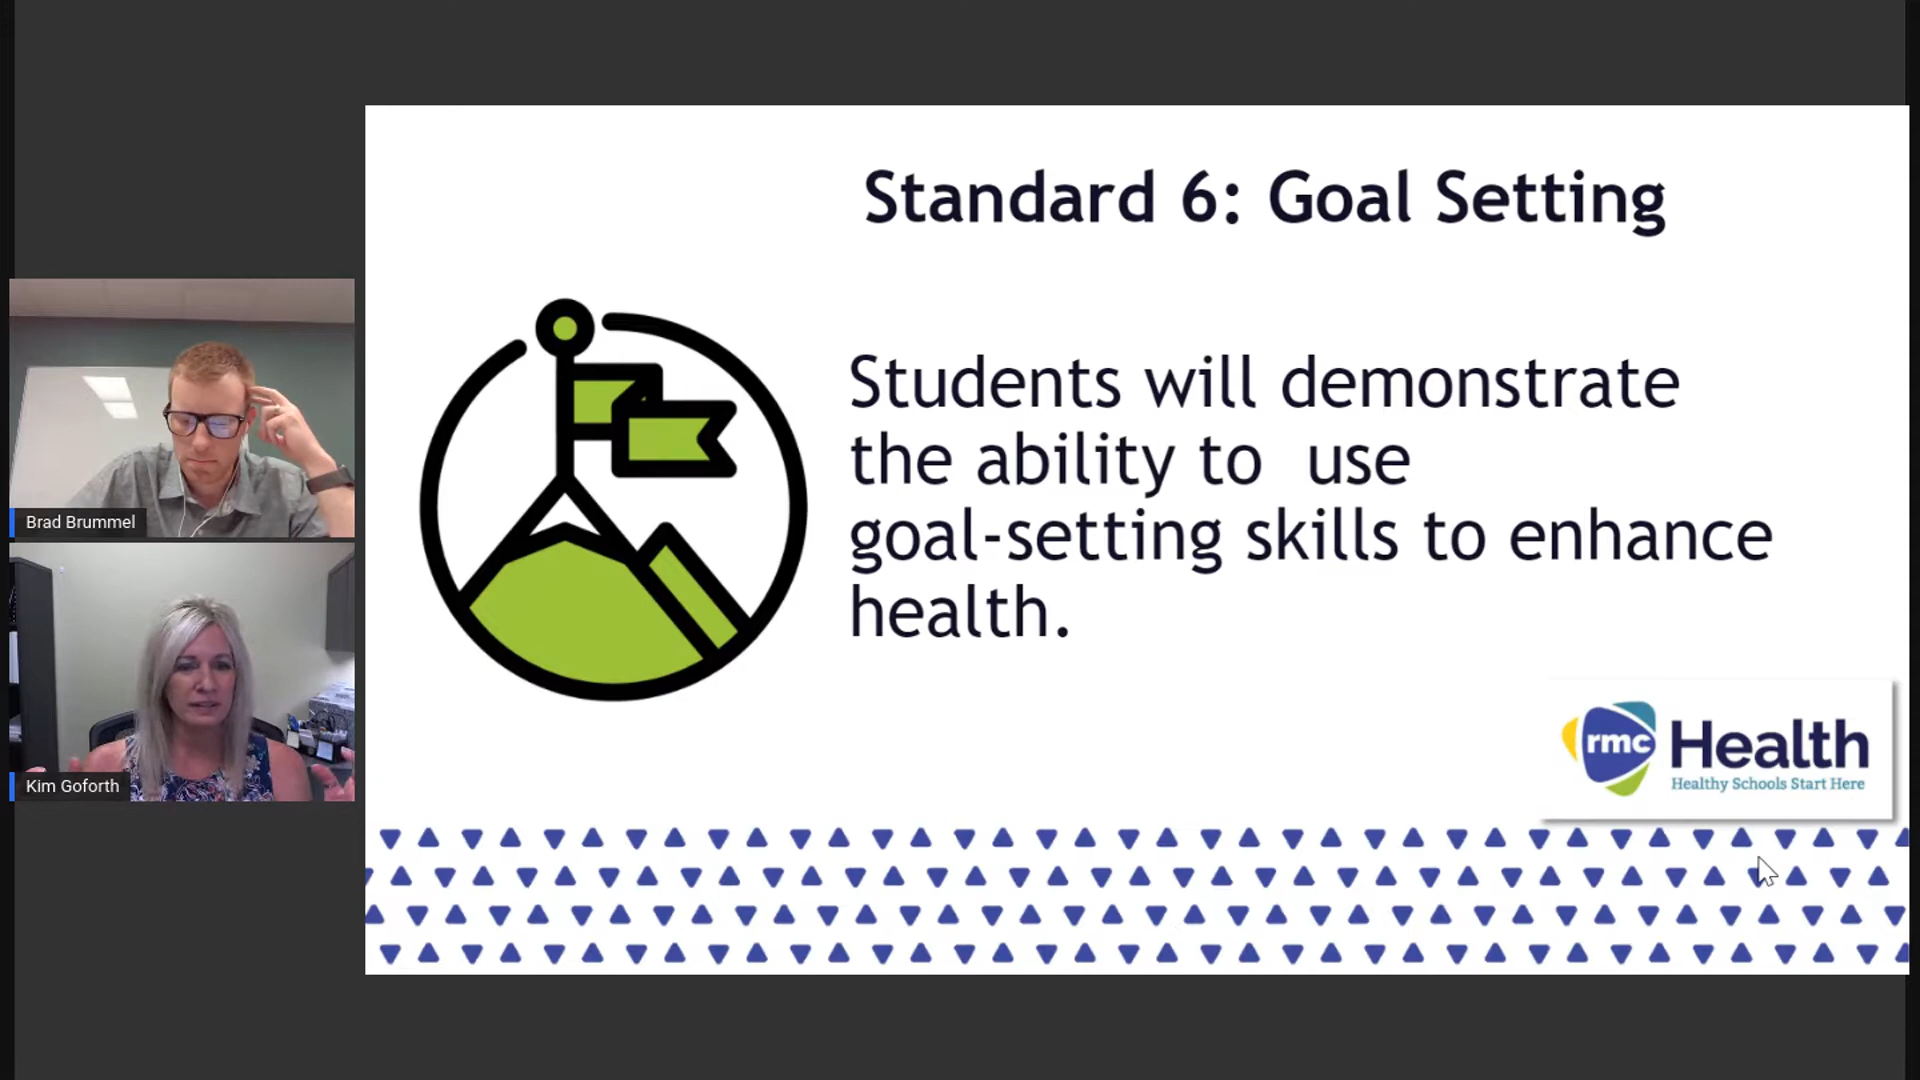 Standard 6: Goal Setting
Students will demonstrate
the ability to  use
goal-setting skills to enhance
health.
rmc Health
Healthy Schools Start Here
Brad Brummel
Kim Goforth